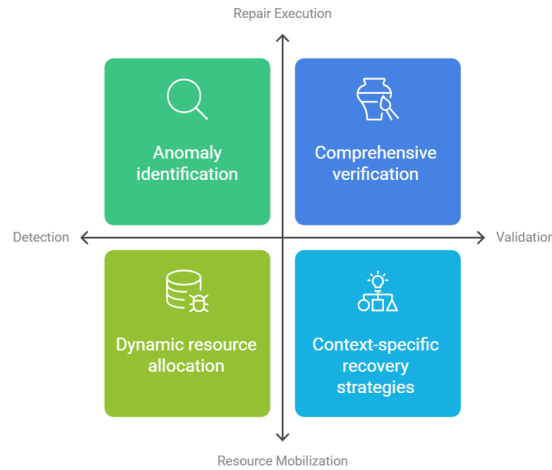 Repair Execution
Anomaly
identification
Comprehensive
verification
Detection
Validation
Dynamic resource
allocation
Context-specific
recovery
strategies
Resource Mobilization